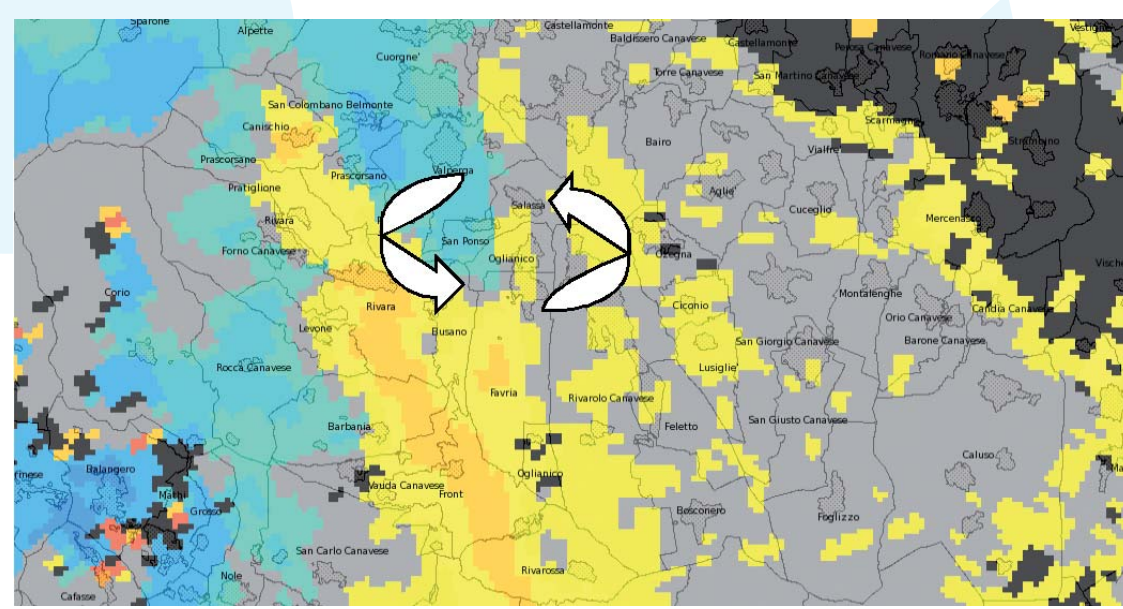 Sparone
Alpette
Castellamonte
Vestigne'
Baldissero Canavese
Castellamonte
Perosa Canavese
Romano Canavese
Cuorgne'
Torre Canavese
San Martino Canavese
San Colombano Belmonte
Canischio
Scarmagno
Strambino
Bairo
Vialfre'
Prascorsano
Valperga
Prascorsano
Pratiglione
Aglie'
Salassa
Cuceglio
Mercenasco
Rivara
San Ponso
Forno Canavese
Oglianico
Ozegna
Corio
Montalenghe
Rivara
Ciconio
Candia Canavese
Orio Canavese
Levone
Busano
San Giorgio Canavese
Barone Canavese
Rocca Canavese
Lusiglie'
Favria
Rivarolo Canavese
San Giusto Canavese
Barbania
Feletto
Caluso
Balangero
Oglianico
Vauda Canavese
Front
Mathi
Grosso
Bosconero
Foglizzo
San Carlo Canavese
Rivarossa
Nole
Cafasse